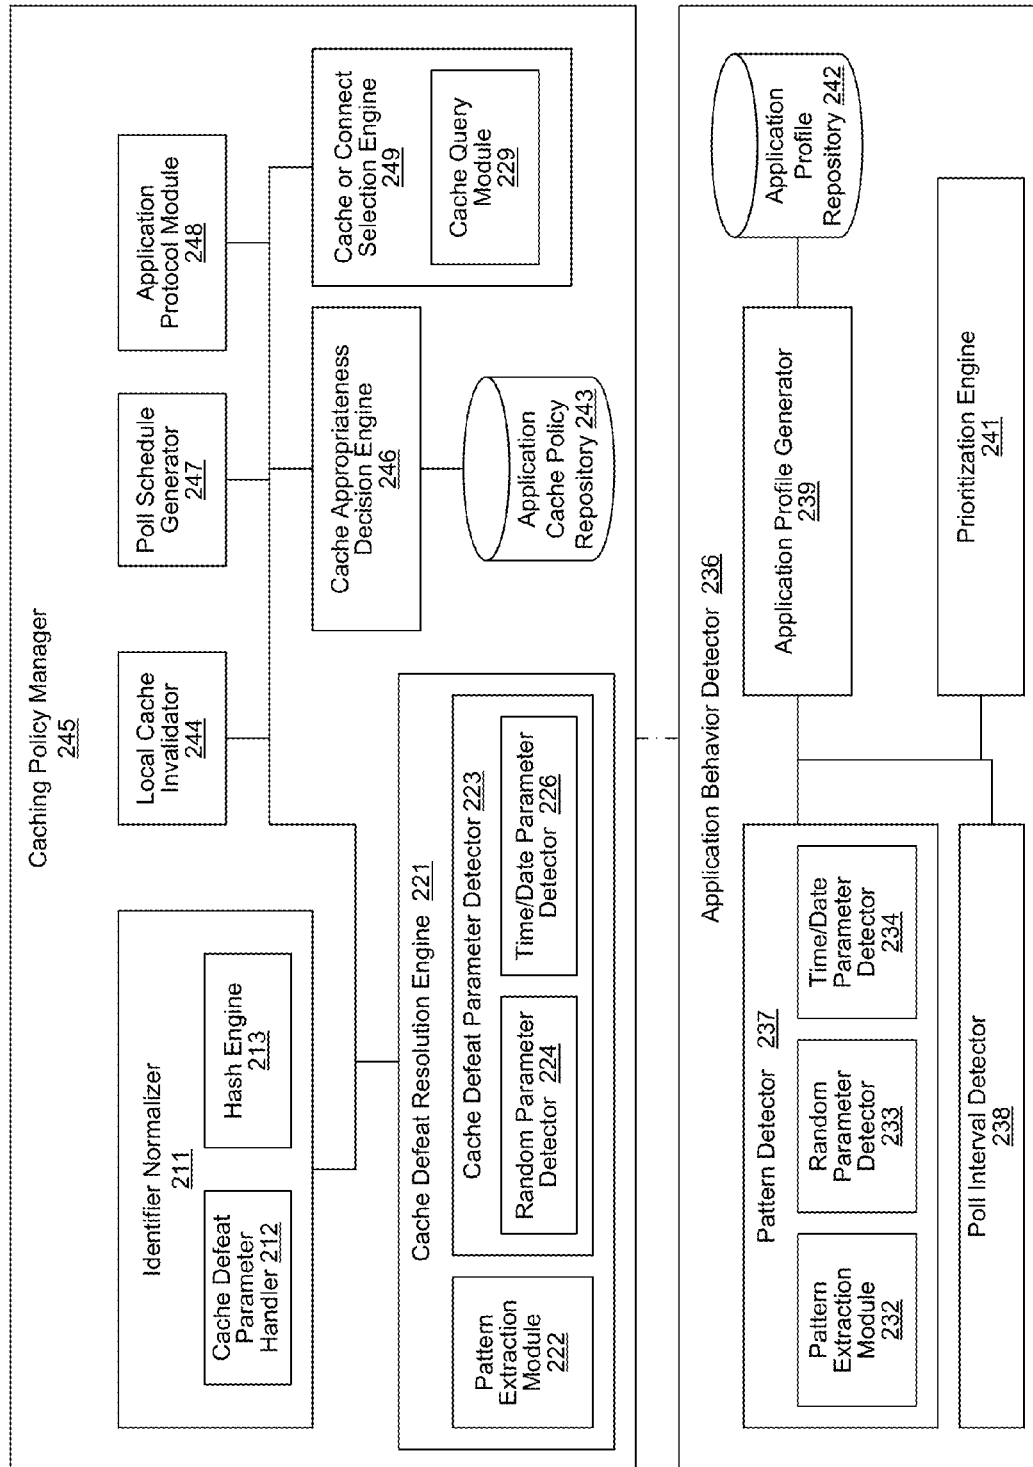 Caching Policy Manager
245
Identifier Normalizer
211
Cache Defeat
Parameter
Handler 212
Hash Engine
213
Local Cache
Invalidator
244
Poll Schedule
Generator
247
Application
Protocol Module
248
Cache Defeat Resolution Engine 221
Pattern
Extraction
Module
222
Cache Defeat Parameter Detector 223
Random Parameter
Detector 224
Time/Date Parameter
Detector 226
Cache Appropriateness
Decision Engine
246
Application
Cache Policy
Repository 243
Cache or Connect
Selection Engine
249
Cache Query
Module
229
Application Behavior Detector 236
Pattern Detector 237
Pattern
Extraction
Module
232
Random
Parameter
Detector
233
Time/Date
Parameter
Detector
234
Poll Interval Detector
238
Application Profile Generator
239
Application
Profile
Repository 242
Prioritization Engine
241